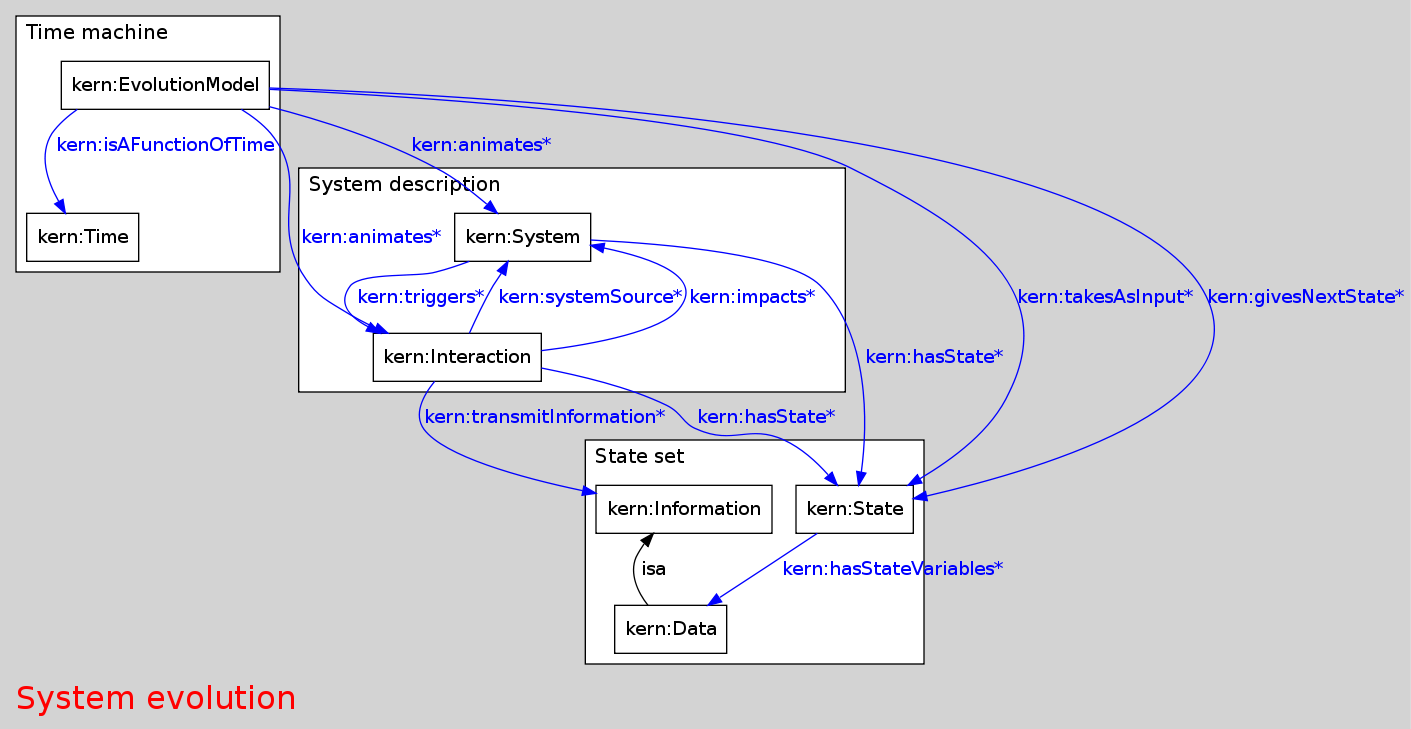 Time machine
kern:EvolutionModel
kern:isAFunctionOfTime
kern:animates*
System description
kern:Time
kern:animates*
kern:System
kern:triggers*
kern:systemSource*
kern:impacts*
kern:takesAsInput*
kern:givesNextState*
kern:Interaction
kern:hasState*
kern:transmitInformation*
kern:hasState*
State set
kern:Information
kern:State
isa
kern:hasStateVariables*
kern:Data
System evolution